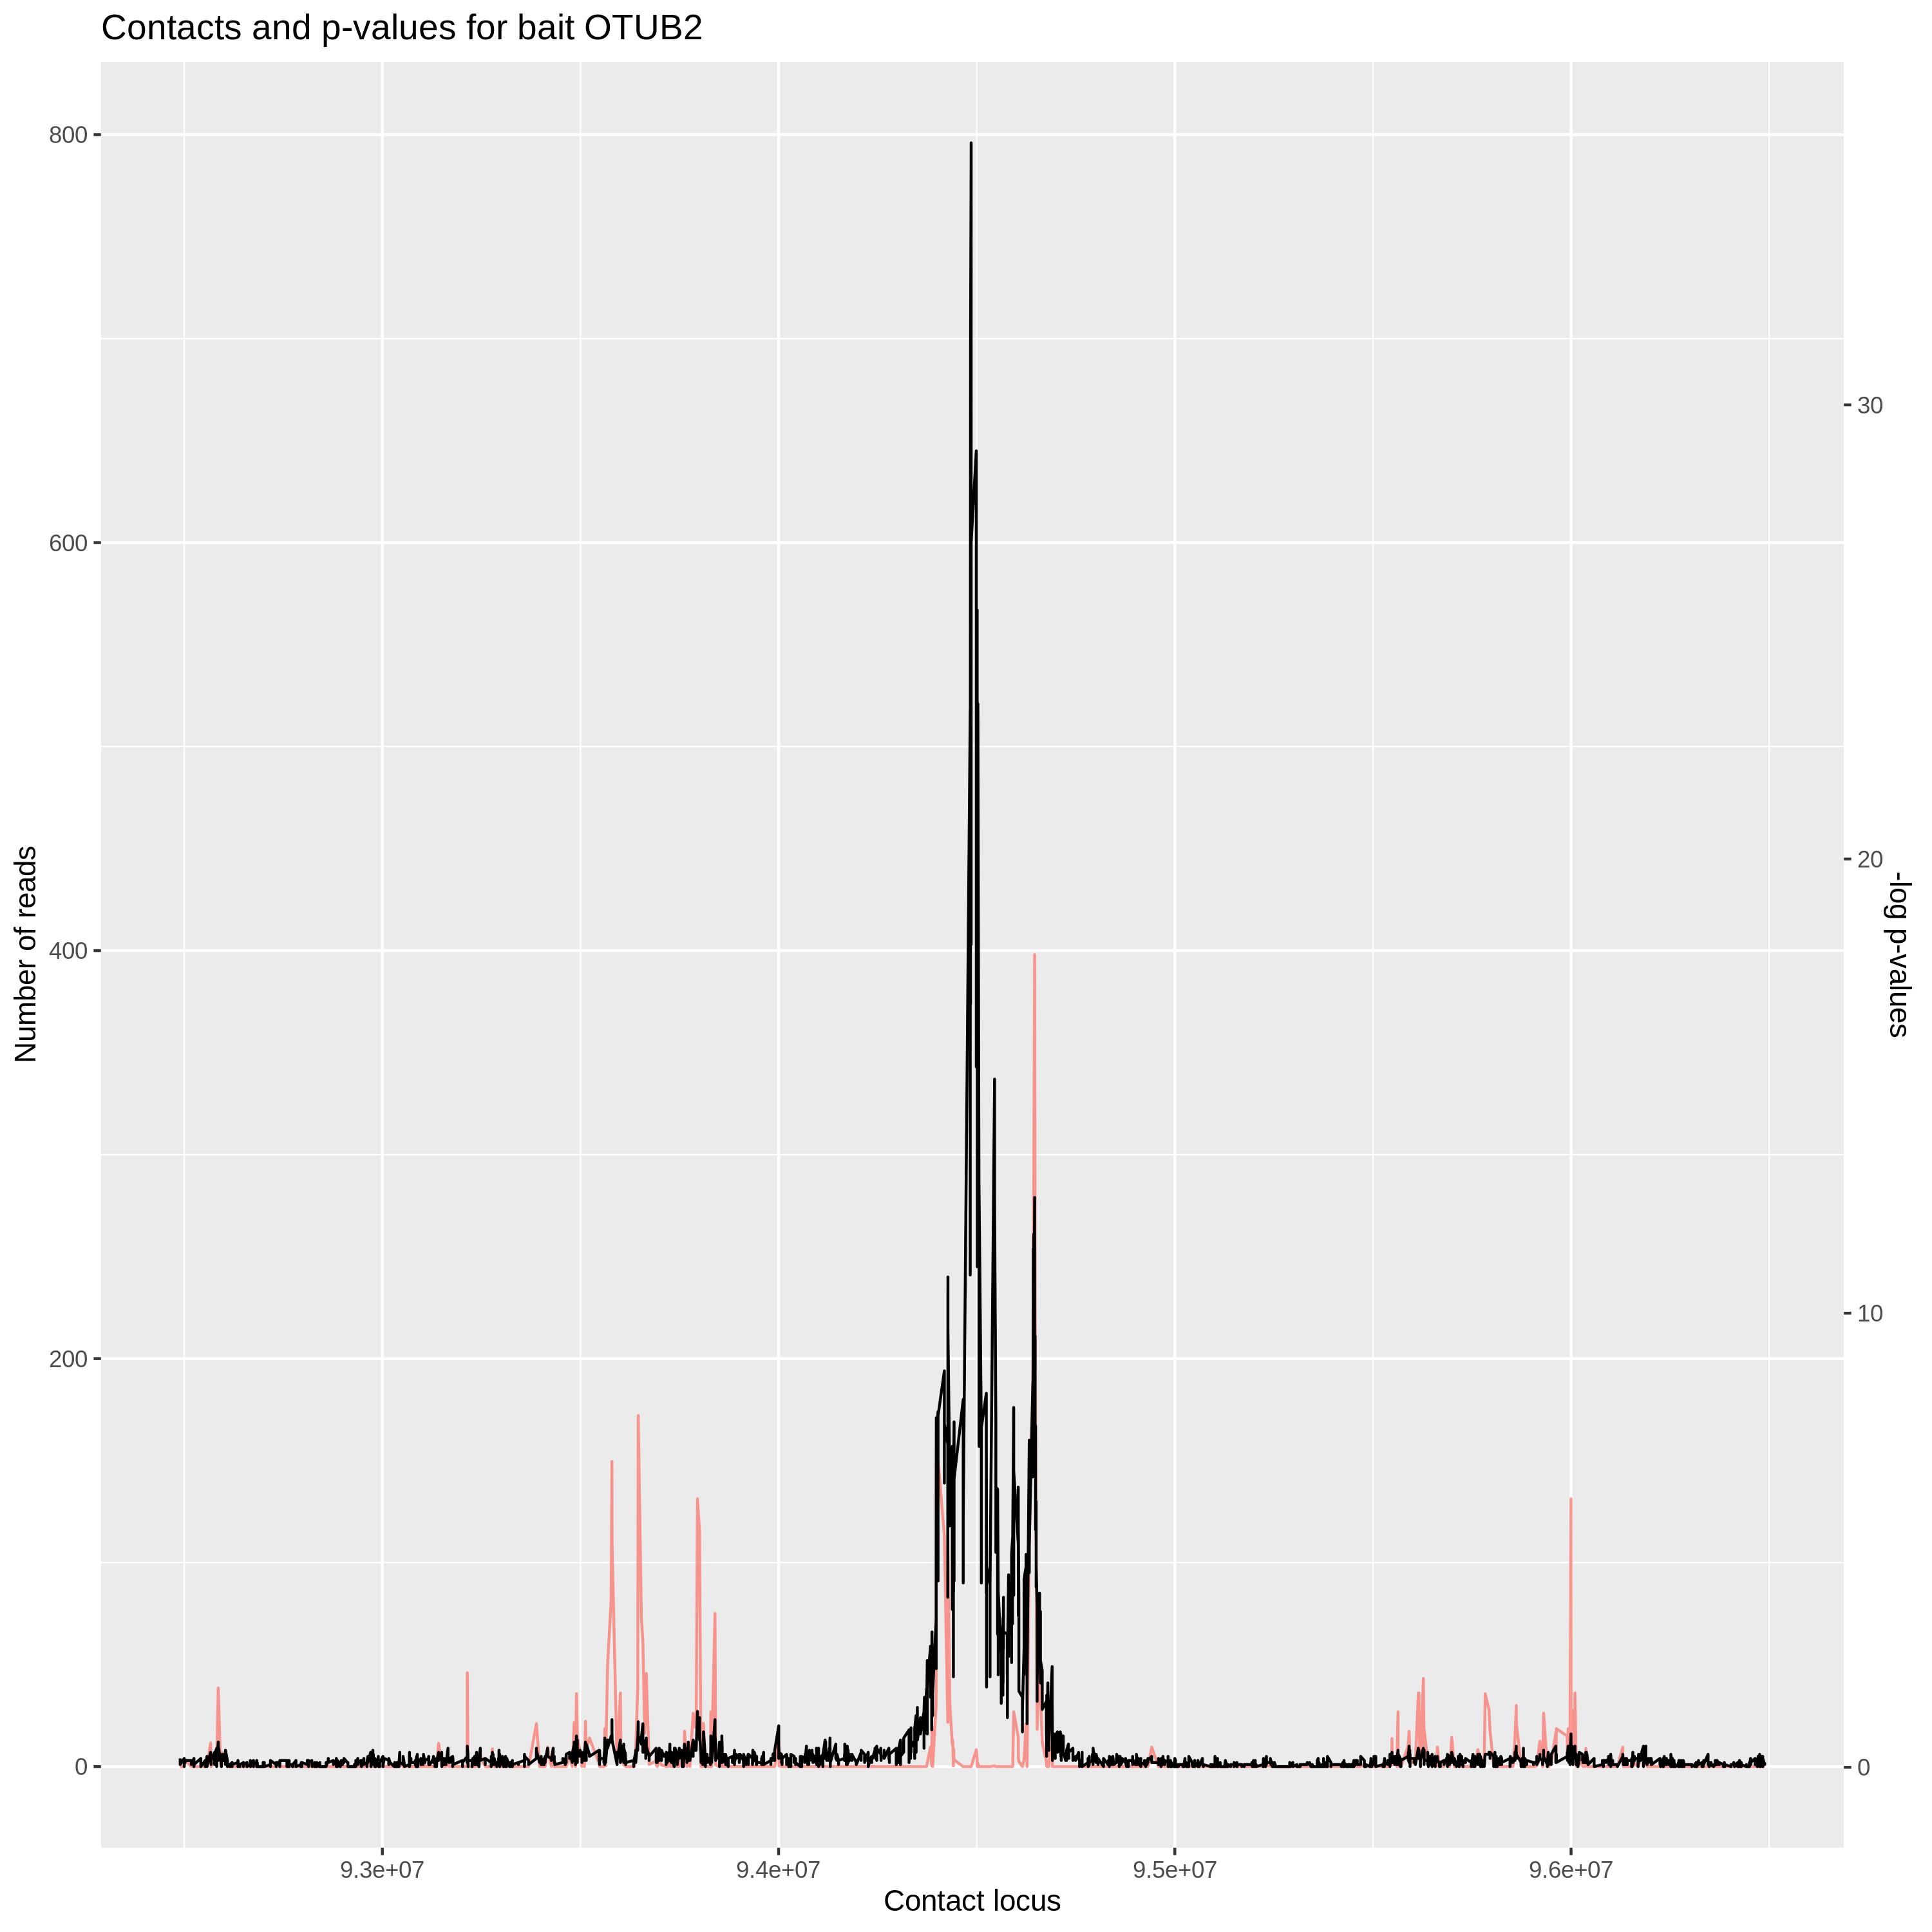 Contacts and p-values for bait OTUB2
800
600
400
200
0
Number of reads
30
20
10
0
-log p-values
9.3e+07
9.4e+07
9.5e+07
9.6e+07
Contact locus